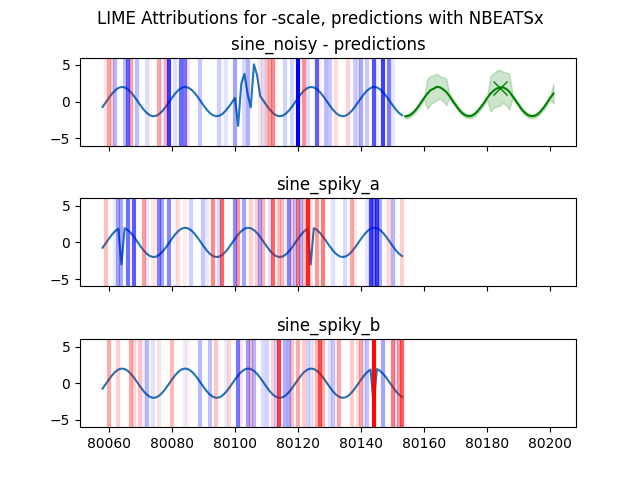 LIME Attributions for -scale, predictions with NBEATSx
sine_noisy - predictions
5
0
−5
sine_spiky_a
5
0
−5
sine_spiky_b
5
0
−5
80060 80080 80100 80120 80140 80160 80180 80200